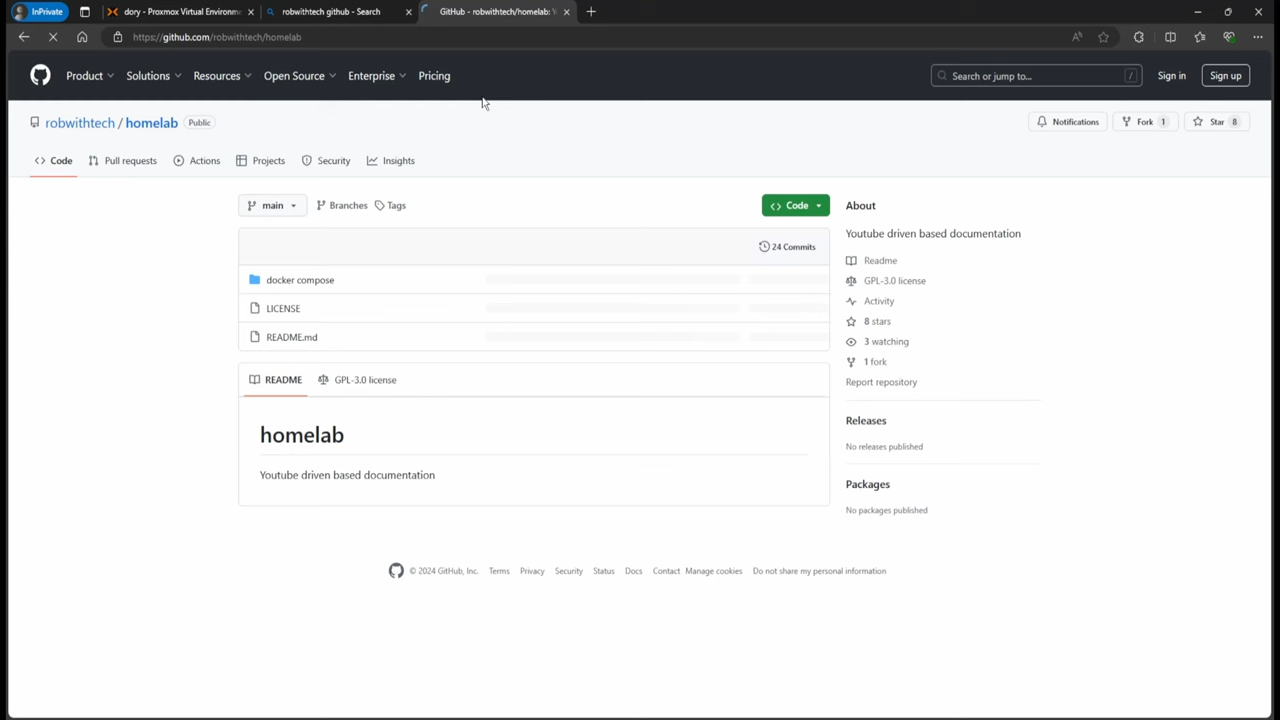 InPrivate
dory - Proxmox Virtual Environme
robwithtech github - Search
GitHub - robwithtech/homelab: Y
https://github.com/robwithtech/homelab
Product
Solutions
Resources
Open Source
Enterprise
Pricing
Search or jump to...
/
Sign in
Sign up
robwithtech / homelab Public
Notifications
Fork 1
Star 8
Code
Pull requests
Actions
Projects
Security
Insights
main
Branches
Tags
Code
About
Youtube driven based documentation
24 Commits
Readme
docker compose
GPL-3.0 license
Activity
LICENSE
8 stars
README.md
3 watching
1 fork
README
GPL-3.0 license
Report repository
Releases
homelab
No releases published
Youtube driven based documentation
Packages
No packages published
© 2024 GitHub, Inc.
Terms
Privacy
Security
Status
Docs
Contact
Manage cookies
Do not share my personal information